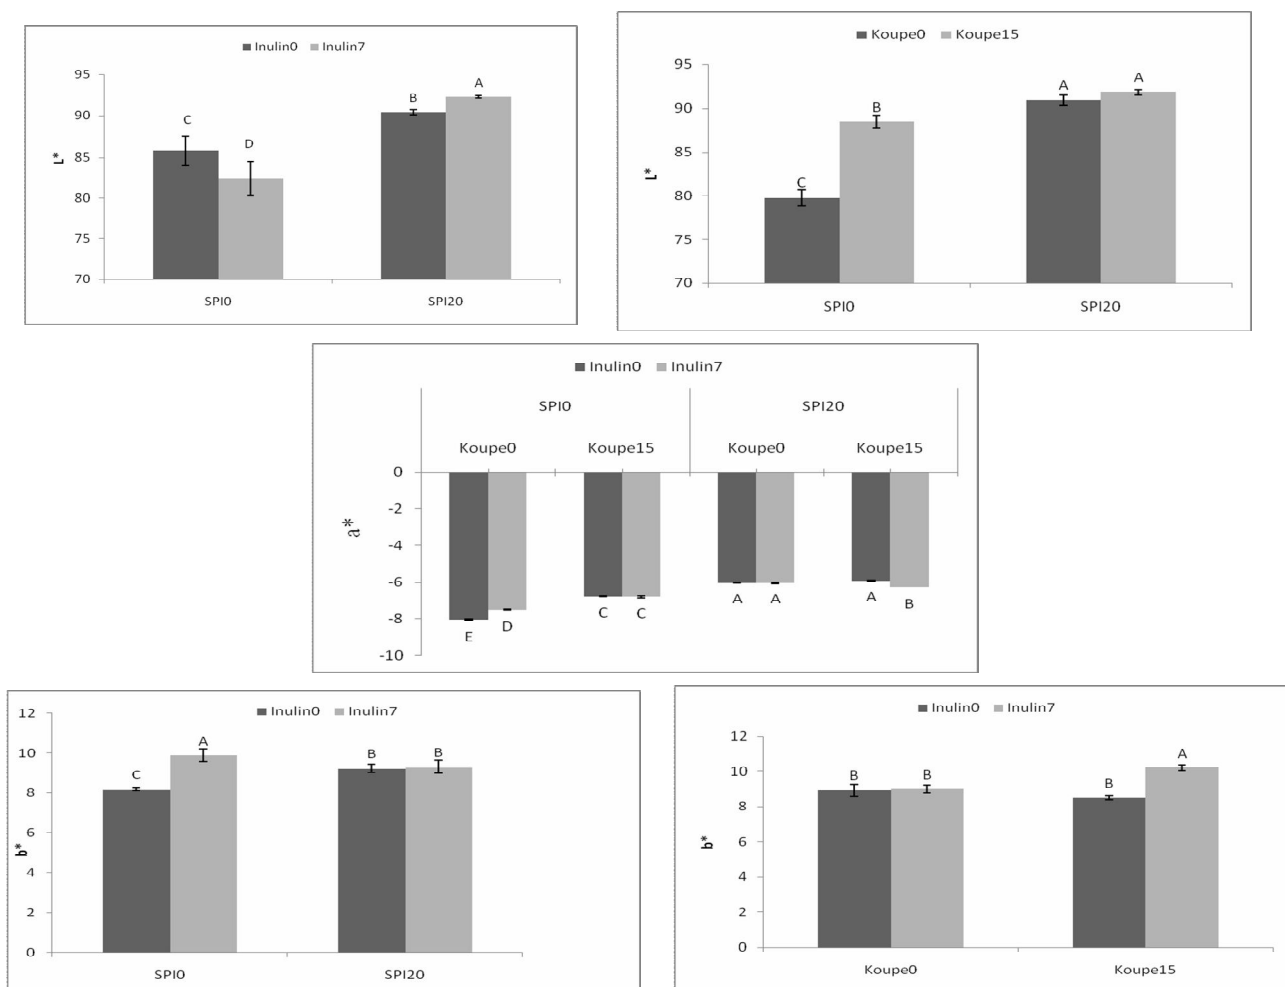 Inulin0 Inulin7
95
90
85
80
75
70
L*
C
D
B
A
SPI0 SPI20
Koupe0 Koupe15
95
90
85
80
75
70
L*
C
B
A
A
SPI0 SPI20
Inulin0 Inulin7
SPI0 SPI20
Koupe0 Koupe15 Koupe0 Koupe15
0
-2
-4
-6
-8
-10
a*
E
D
C
C
A
A
A
B
Inulin0 Inulin7
12
10
8
6
4
2
0
b*
C
A
B
B
SPI0 SPI20
Inulin0 Inulin7
12
10
8
6
4
2
0
b*
B
B
B
A
Koupe0 Koupe15